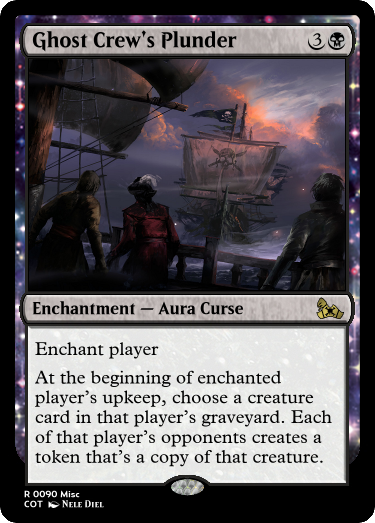 Ghost Crew's Plunder 3
Enchantment — Aura Curse
Enchant player
At the beginning of enchanted
player's upkeep, choose a creature
card in that player's graveyard. Each
of that player's opponents creates a
token that's a copy of that creature.
R 0090 Misc
COT Nele Diel